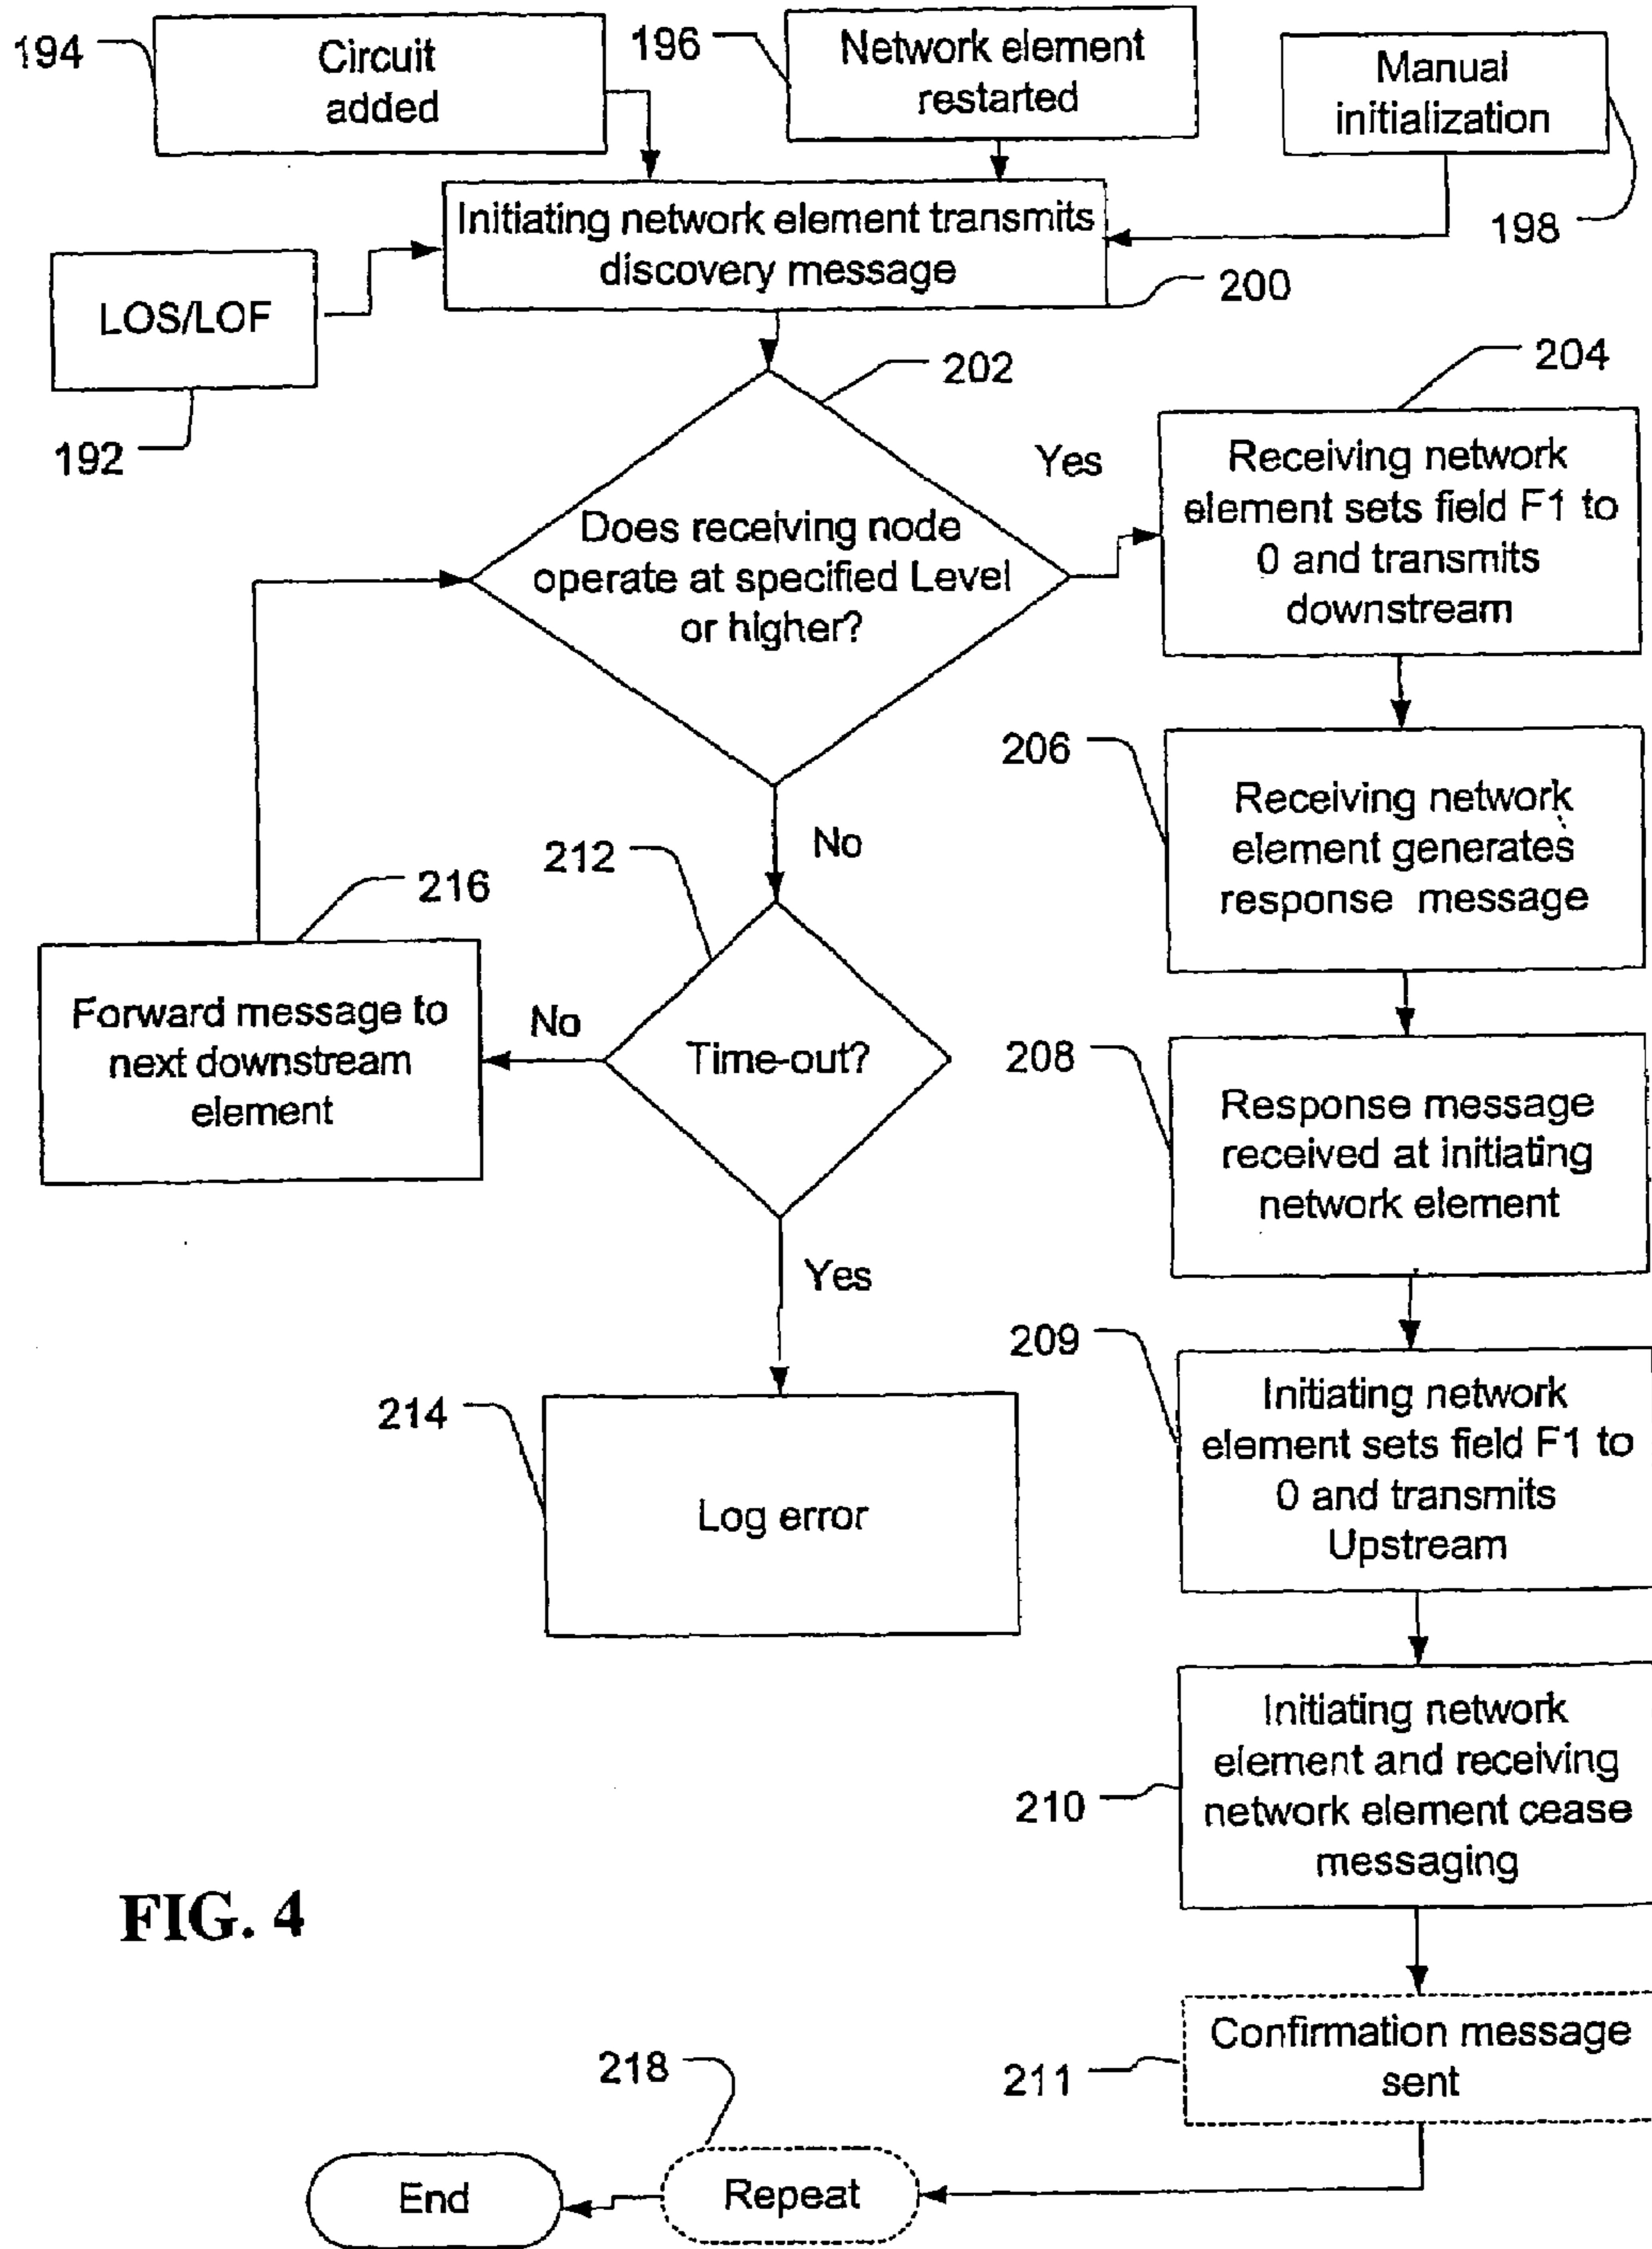 194
Circuit
added
196
Network element
restarted
Manual
initialization
198
Initiating network element transmits
discovery message
200
LOS/LOF
192
202
Does receiving node
operate at specified Level
or higher?
Yes
204
Receiving network
element sets field F1 to
0 and transmits
downstream
206
Receiving network
element generates
response message
No
212
Time-out?
No
216
Forward message to
next downstream
element
208
Response message
received at initiating
network element
Yes
214
Log error
209
Initiating network
element sets field F1 to
0 and transmits
Upstream
210
Initiating network
element and receiving
network element cease
messaging
FIG. 4
211
Confirmation message
sent
218
Repeat
End